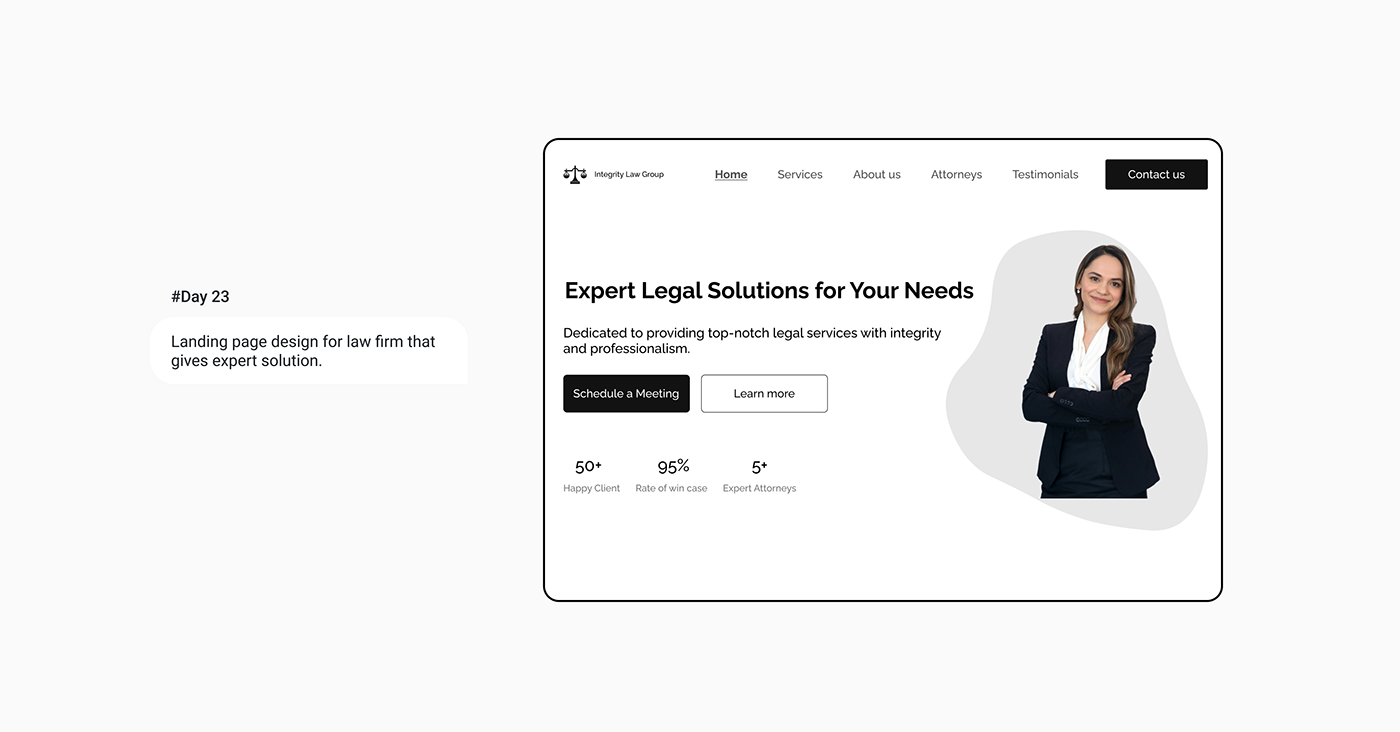 #Day 23
Landing page design for law firm that
gives expert solution.
Integrity Law Group
Home
Services
About us
Attorneys
Testimonials
Contact us
Expert Legal Solutions for Your Needs
Dedicated to providing top-notch legal services with integrity
and professionalism.
Schedule a Meeting
Learn more
50+
Happy Client
95%
Rate of win case
5+
Expert Attorneys